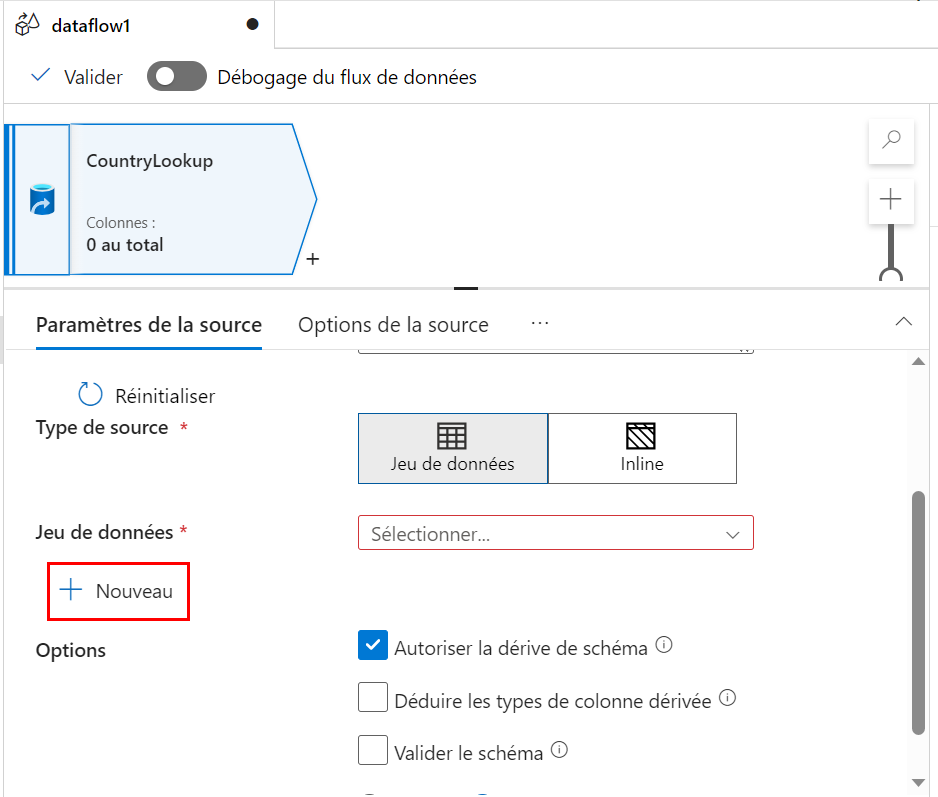 dataflow1
Valider
Débogage du flux de données
CountryLookup
Colonnes :
0 au total
+
Paramètres de la source
Options de la source
...
Réinitialiser
Type de source *
Jeu de données
Inline
Jeu de données *
Sélectionner...
Nouveau
Options
Autoriser la dérive de schéma
Déduire les types de colonne dérivée
Valider le schéma